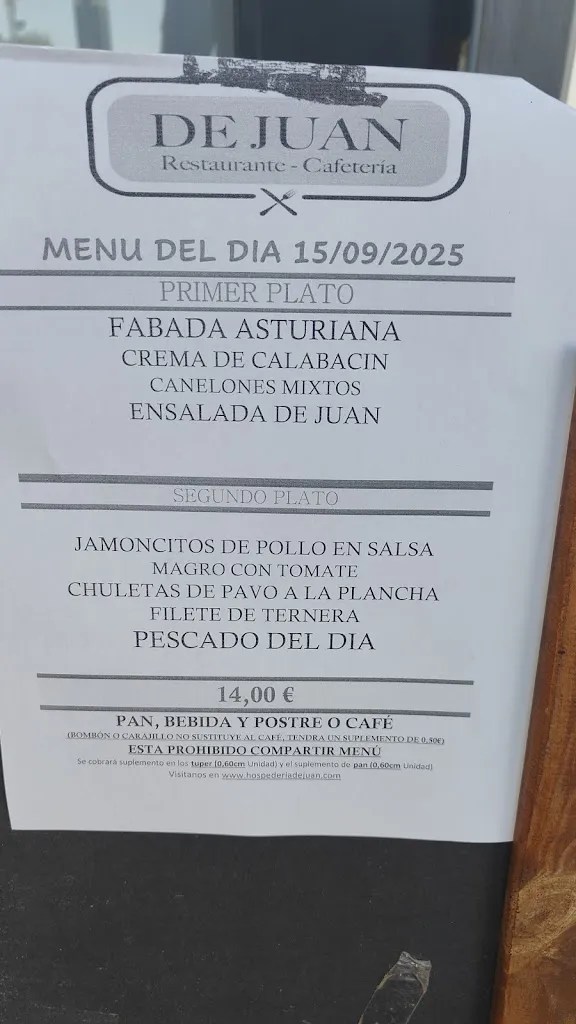 DE JUAN
Restaurante - Cafetería
MENU DEL DIA 15/09/2025
PRIMER PLATO
FABADA ASTURIANA
CREMA DE CALABACIN
CANELONES MIXTOS
ENSALADA DE JUAN
SEGUNDO PLATO
JAMONCITOS DE POLLO EN SALSA
MAGRO CON TOMATE
CHULETAS DE PAVO A LA PLANCHA
FILETE DE TERNERA
PESCADO DEL DIA
14,00 €
PAN, BEBIDA Y POSTRE O CAFÉ
(BOMBÓN O CARAJILLO NO SUSTITUYE AL CAFÉ, TENDRA UN SUPLEMENTO DE 0,50€)
ESTA PROHIBIDO COMPARTIR MENÚ
Se cobrará suplemento en los tuper (0,60cm Unidad) y el suplemento de pan (0,60cm Unidad)
Visítanos en www.hospederiadejuan.com